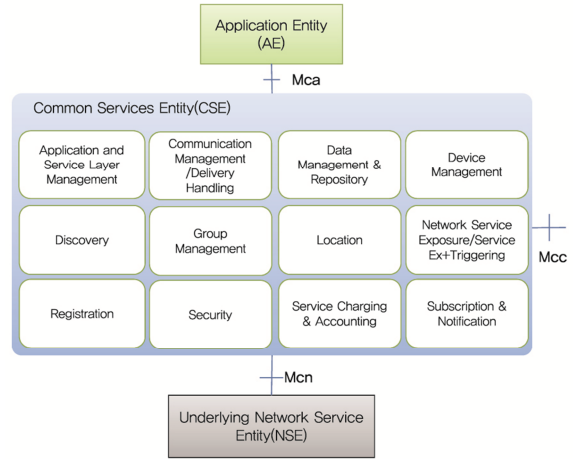 Application Entity
(AE)
Mca
Common Services Entity(CSE)
Application and
Service Layer
Management
Communication
Management
/Delivery
Handling
Data
Management &
Repository
Device
Management
Discovery
Group
Management
Location
Network Service
Exposure/Service
Ex+Triggering
Mcc
Registration
Security
Service Charging
& Accounting
Subscription &
Notification
Mcn
Underlying Network Service
Entity(NSE)